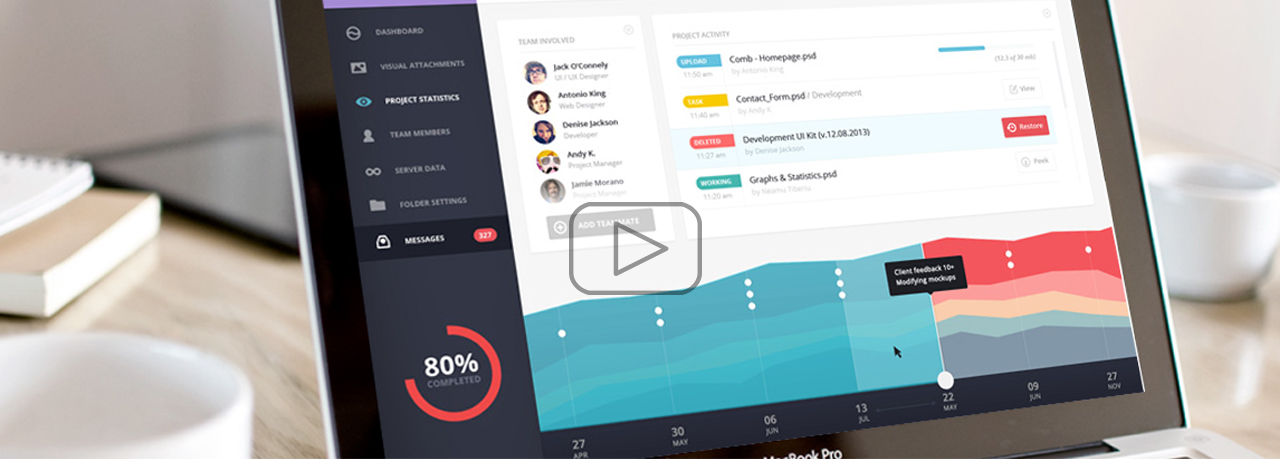 DASHBOARD
VISUAL ATTACHMENTS
PROJECT STATISTICS
TEAM MEMBERS
SERVER DATA
FOLDER SETTINGS
MESSAGES 327
80%
COMPLETED
TEAM INVOLVED
Jack O'Connely
UI / UX Designer
Antonio King
Web Designer
Denise Jackson
Developer
Andy K.
Project Manager
Jamie Morano
Project Manager
ADD TEAMMATE
PROJECT ACTIVITY
UPLOAD Comb - Homepage.psd
11:50 am by Antonio King
(12.3 of 30 mb)
TASK Contact_Form.psd / Development View
11:40 am by Andy K.
DELETED Development UI Kit (v.12.08.2013) Restore
11:27 am by Denise Jackson
WORKING Graphs & Statistics.psd Peek
11:20 am by
Client feedback 10+
Modifying mockups
27 APR
30 MAY
06 JUN
13 JUL
22 MAY
09 JUN
27 NOV
MacBook Pro